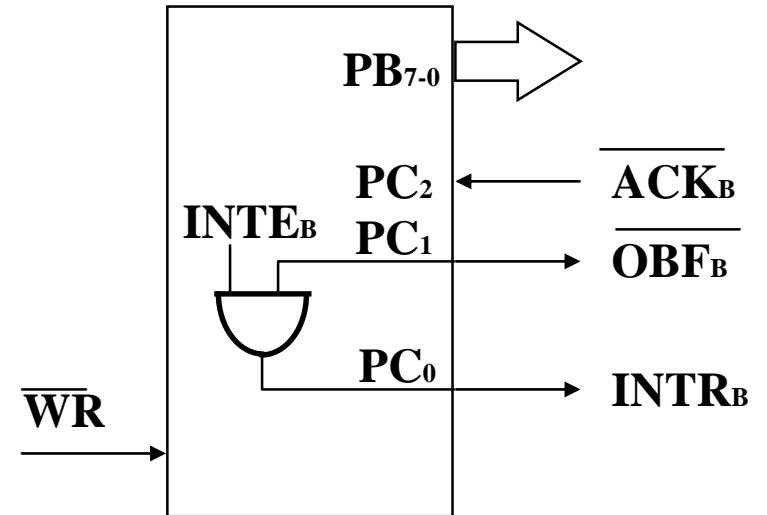 PB7-0
PC2
ACKB
INTEB
PC1
OBFB
PC0
INTRB
WR